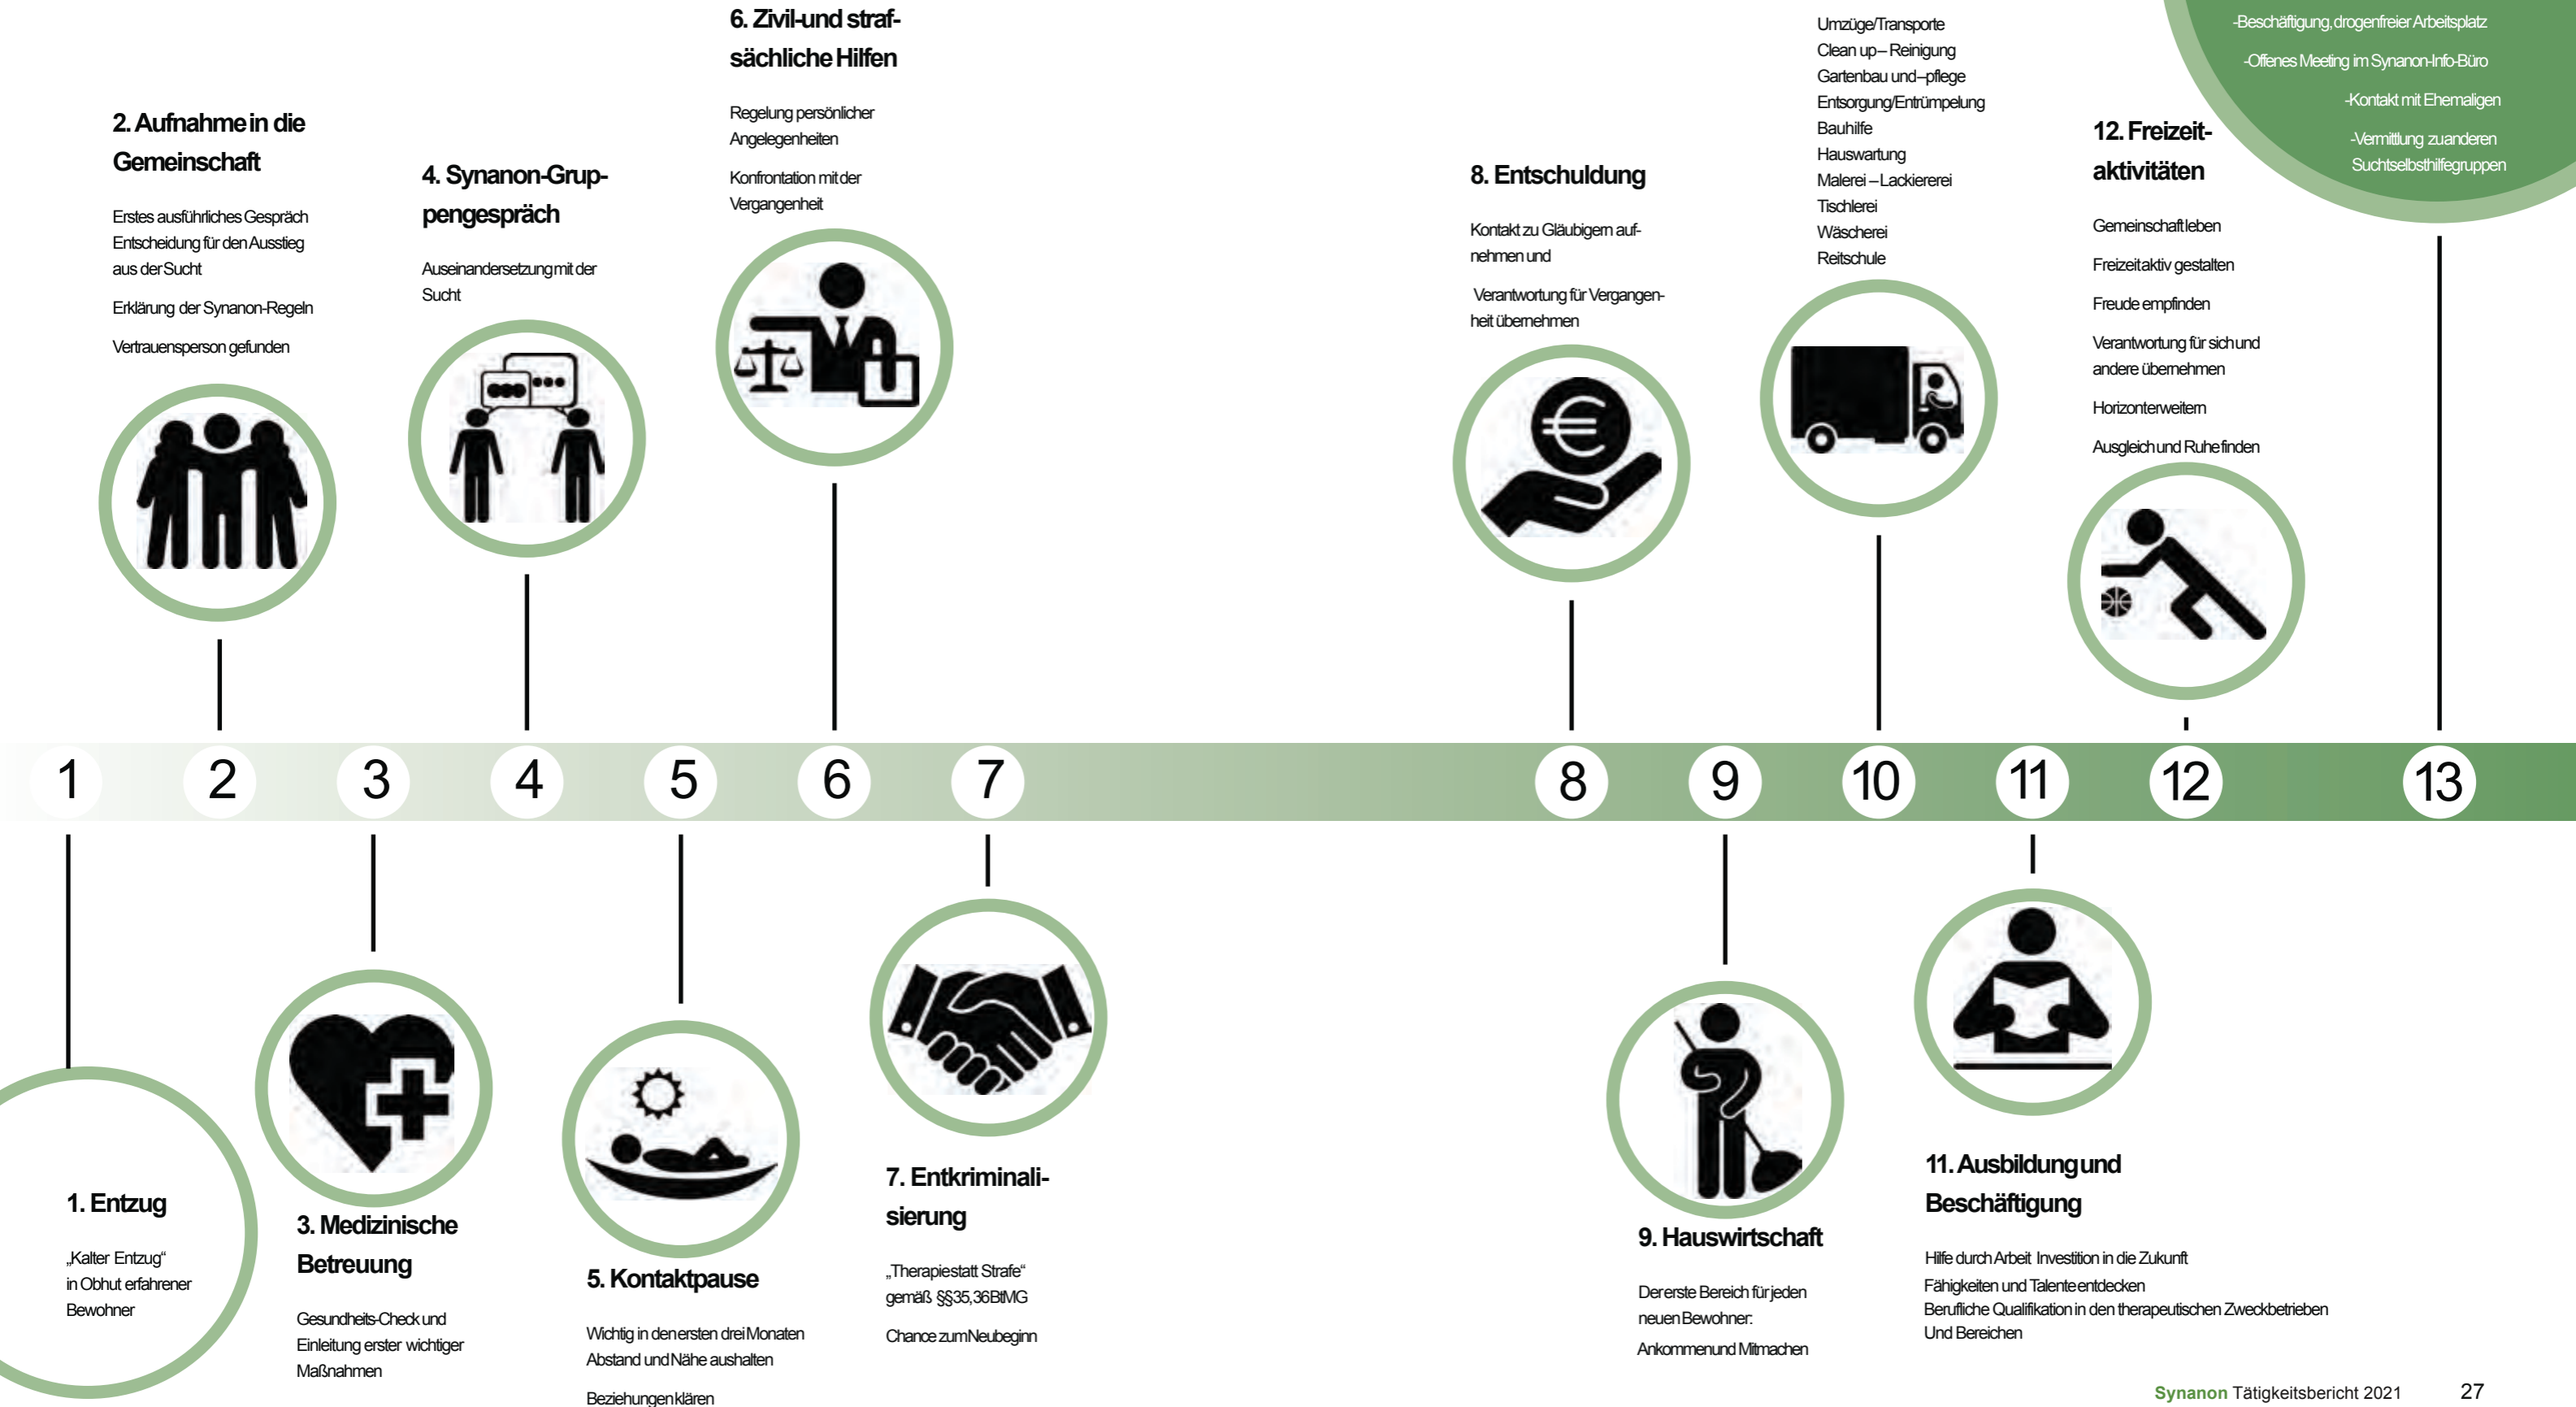 6. Zivil-und straf-
sächliche Hilfen
Regelung persönlicher
Angelegenheiten
Konfrontation mit der
Vergangenheit
2. Aufnahme in die
Gemeinschaft
Erstes ausführliches Gespräch
Entscheidung für den Ausstieg
aus der Sucht
Erklärung der Synanon-Regeln
Vertrauensperson gefunden
4. Synanon-Grup-
pengespräch
Auseinandersetzung mit der
Sucht
8. Entschuldung
Kontakt zu Gläubigern auf-
nehmen und
Verantwortung für Vergangen-
heit übernehmen
Umzüge/Transporte
Clean up – Reinigung
Gartenbau und –pflege
Entsorgung/Entrümpelung
Bauhilfe
Hauswartung
Malerei – Lackiererei
Tischlerei
Wäscherei
Reitschule
12. Freizeit-
aktivitäten
Gemeinschaft leben
Freizeit aktiv gestalten
Freude empfinden
Verantwortung für sich und
andere übernehmen
Horizont erweitern
Ausgleich und Ruhe finden
-Beschäftigung, drogenfreier Arbeitsplatz
-Offenes Meeting im Synanon-Info-Büro
-Kontakt mit Ehemaligen
-Vermittlung zu anderen
Suchtselbsthilfegruppen
1 2 3 4 5 6 7 8 9 10 11 12 13
1. Entzug
„Kalter Entzug“
in Obhut erfahrener
Bewohner
3. Medizinische
Betreuung
Gesundheits-Check und
Einleitung erster wichtiger
Maßnahmen
5. Kontaktpause
Wichtig in den ersten drei Monaten
Abstand und Nähe aushalten
Beziehungen klären
7. Entkriminali-
sierung
„Therapie statt Strafe“
gemäß §§35, 36 BtMG
Chance zum Neubeginn
9. Hauswirtschaft
Der erste Bereich für jeden
neuen Bewohner:
Ankommen und Mitmachen
11. Ausbildung und
Beschäftigung
Hilfe durch Arbeit Investition in die Zukunft
Fähigkeiten und Talente entdecken
Berufliche Qualifikation in den therapeutischen Zweckbetrieben
Und Bereichen
Synanon Tätigkeitsbericht 2021 27